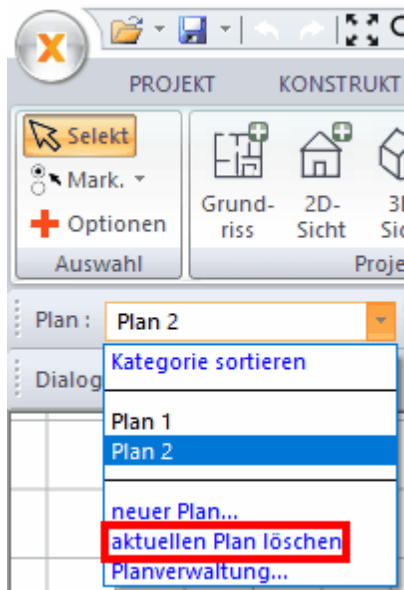 PROJEKT KONSTRUKT
Selekt
Mark.
Optionen
Grund-
riss
2D-
Sicht
Auswahl
Plan : Plan 2
Dialog
Kategorie sortieren
Plan 1
Plan 2
neuer Plan...
aktuellen Plan löschen
Planverwaltung...